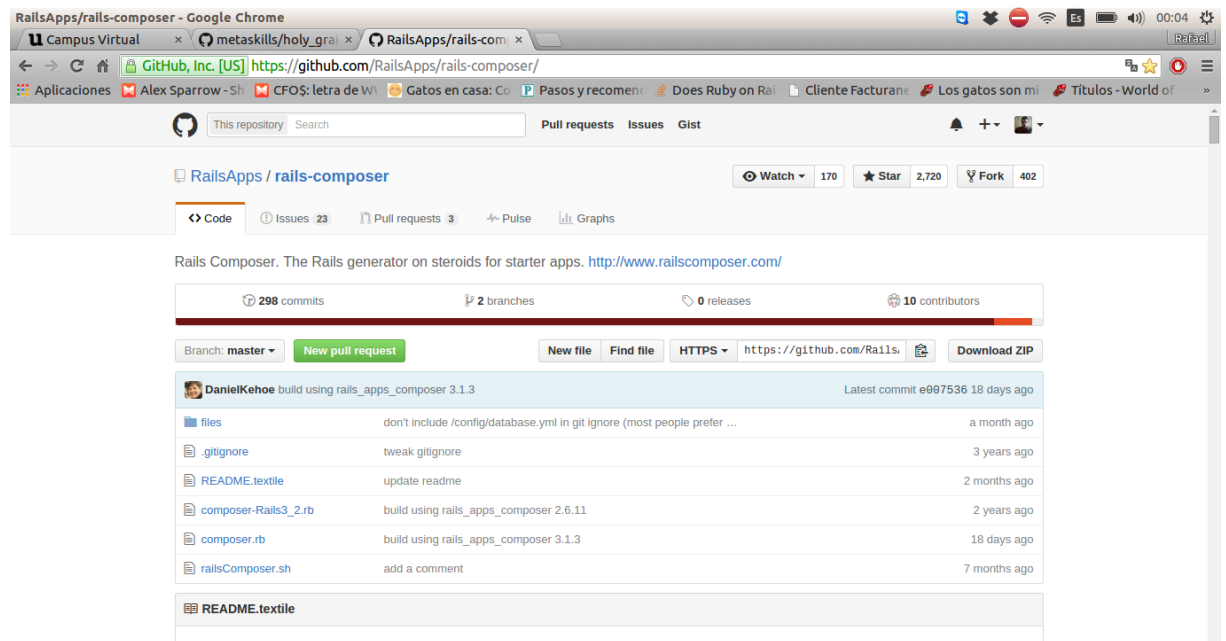 RailsApps/rails-composer - Google Chrome
Es 00:04
Campus Virtual × metaskills/holy_grai × RailsApps/rails-com × Rafael
GitHub, Inc. [US] https://github.com/RailsApps/rails-composer/
Aplicaciones Alex Sparrow - Sh CFO$: letra de W Gatos en casa: Co Pasos y recomen Does Ruby on Rai Cliente Facturane Los gatos son mi Títulos - World of »
This repository Search Pull requests Issues Gist
RailsApps / rails-composer Watch 170 Star 2,720 Fork 402
Code Issues 23 Pull requests 3 Pulse Graphs
Rails Composer. The Rails generator on steroids for starter apps. http://www.railscomposer.com/
298 commits 2 branches 0 releases 10 contributors
Branch: master New pull request New file Find file HTTPS https://github.com/Rails Download ZIP
DanielKehoe build using rails_apps_composer 3.1.3 Latest commit e007536 18 days ago
files don't include /config/database.yml in git ignore (most people prefer … a month ago
.gitignore tweak gitignore 3 years ago
README.textile update readme 2 months ago
composer-Rails3_2.rb build using rails_apps_composer 2.6.11 2 years ago
composer.rb build using rails_apps_composer 3.1.3 18 days ago
railsComposer.sh add a comment 7 months ago
README.textile